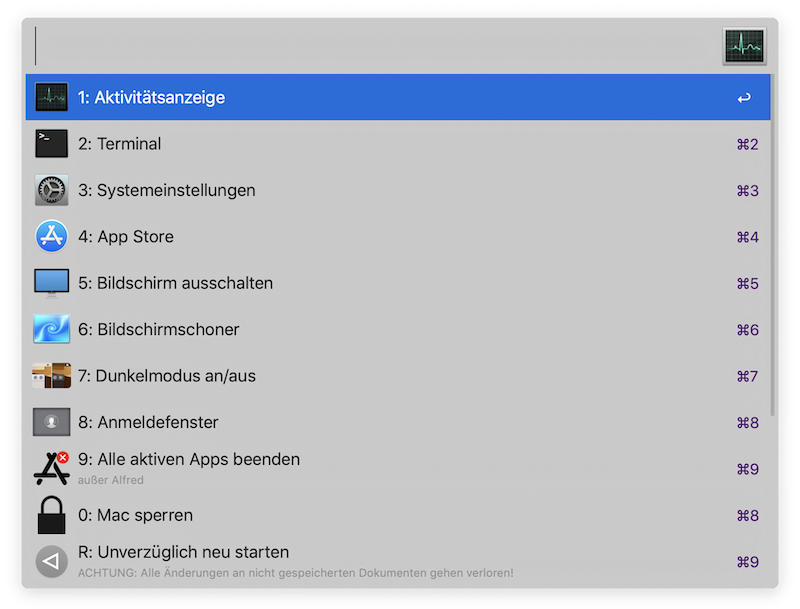 1: Aktivitätsanzeige ↩
>_
2: Terminal ⌘2
3: Systemeinstellungen ⌘3
4: App Store ⌘4
5: Bildschirm ausschalten ⌘5
6: Bildschirmschoner ⌘6
7: Dunkelmodus an/aus ⌘7
8: Anmeldefenster ⌘8
9: Alle aktiven Apps beenden ⌘9
außer Alfred
0: Mac sperren ⌘8
R: Unverzüglich neu starten ⌘9
ACHTUNG: Alle Änderungen an nicht gespeicherten Dokumenten gehen verloren!